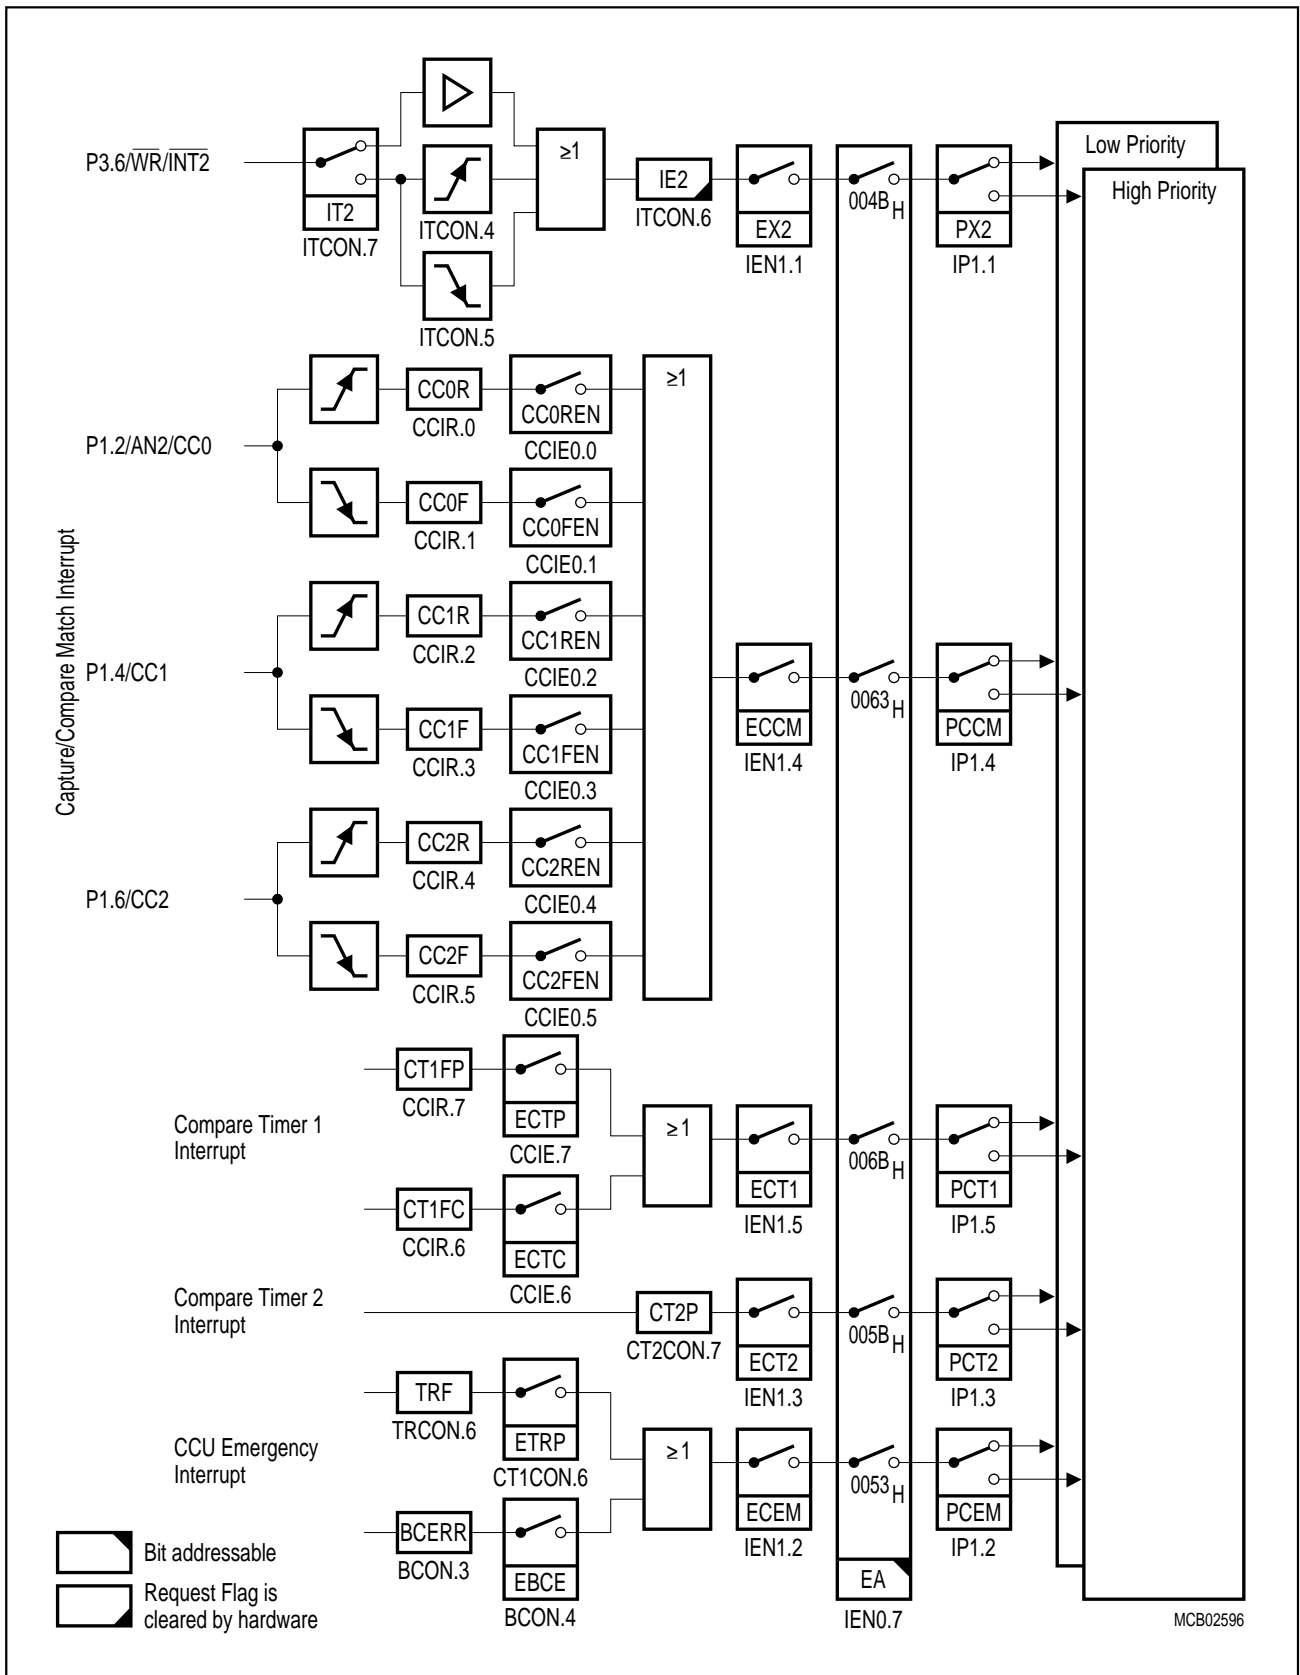 P3.6/WR/INT2
IT2
ITCON.7
ITCON.4
ITCON.5
≥1
IE2
ITCON.6
EX2
IEN1.1
004B H
PX2
IP1.1
Low Priority
High Priority
Capture/Compare Match Interrupt
P1.2/AN2/CC0
CC0R
CCIR.0
CC0REN
CCIE0.0
CC0F
CCIR.1
CC0FEN
CCIE0.1
P1.4/CC1
CC1R
CCIR.2
CC1REN
CCIE0.2
CC1F
CCIR.3
CC1FEN
CCIE0.3
P1.6/CC2
CC2R
CCIR.4
CC2REN
CCIE0.4
CC2F
CCIR.5
CC2FEN
CCIE0.5
≥1
ECCM
IEN1.4
0063 H
PCCM
IP1.4
Compare Timer 1
Interrupt
CT1FP
CCIR.7
ECTP
CCIE.7
CT1FC
CCIR.6
ECTC
CCIE.6
≥1
ECT1
IEN1.5
006B H
PCT1
IP1.5
Compare Timer 2
Interrupt
CT2P
CT2CON.7
ECT2
IEN1.3
005B H
PCT2
IP1.3
CCU Emergency
Interrupt
TRF
TRCON.6
ETRP
CT1CON.6
BCERR
BCON.3
EBCE
BCON.4
≥1
ECEM
IEN1.2
0053 H
PCEM
IP1.2
EA
IEN0.7
Bit addressable
Request Flag is
cleared by hardware
MCB02596